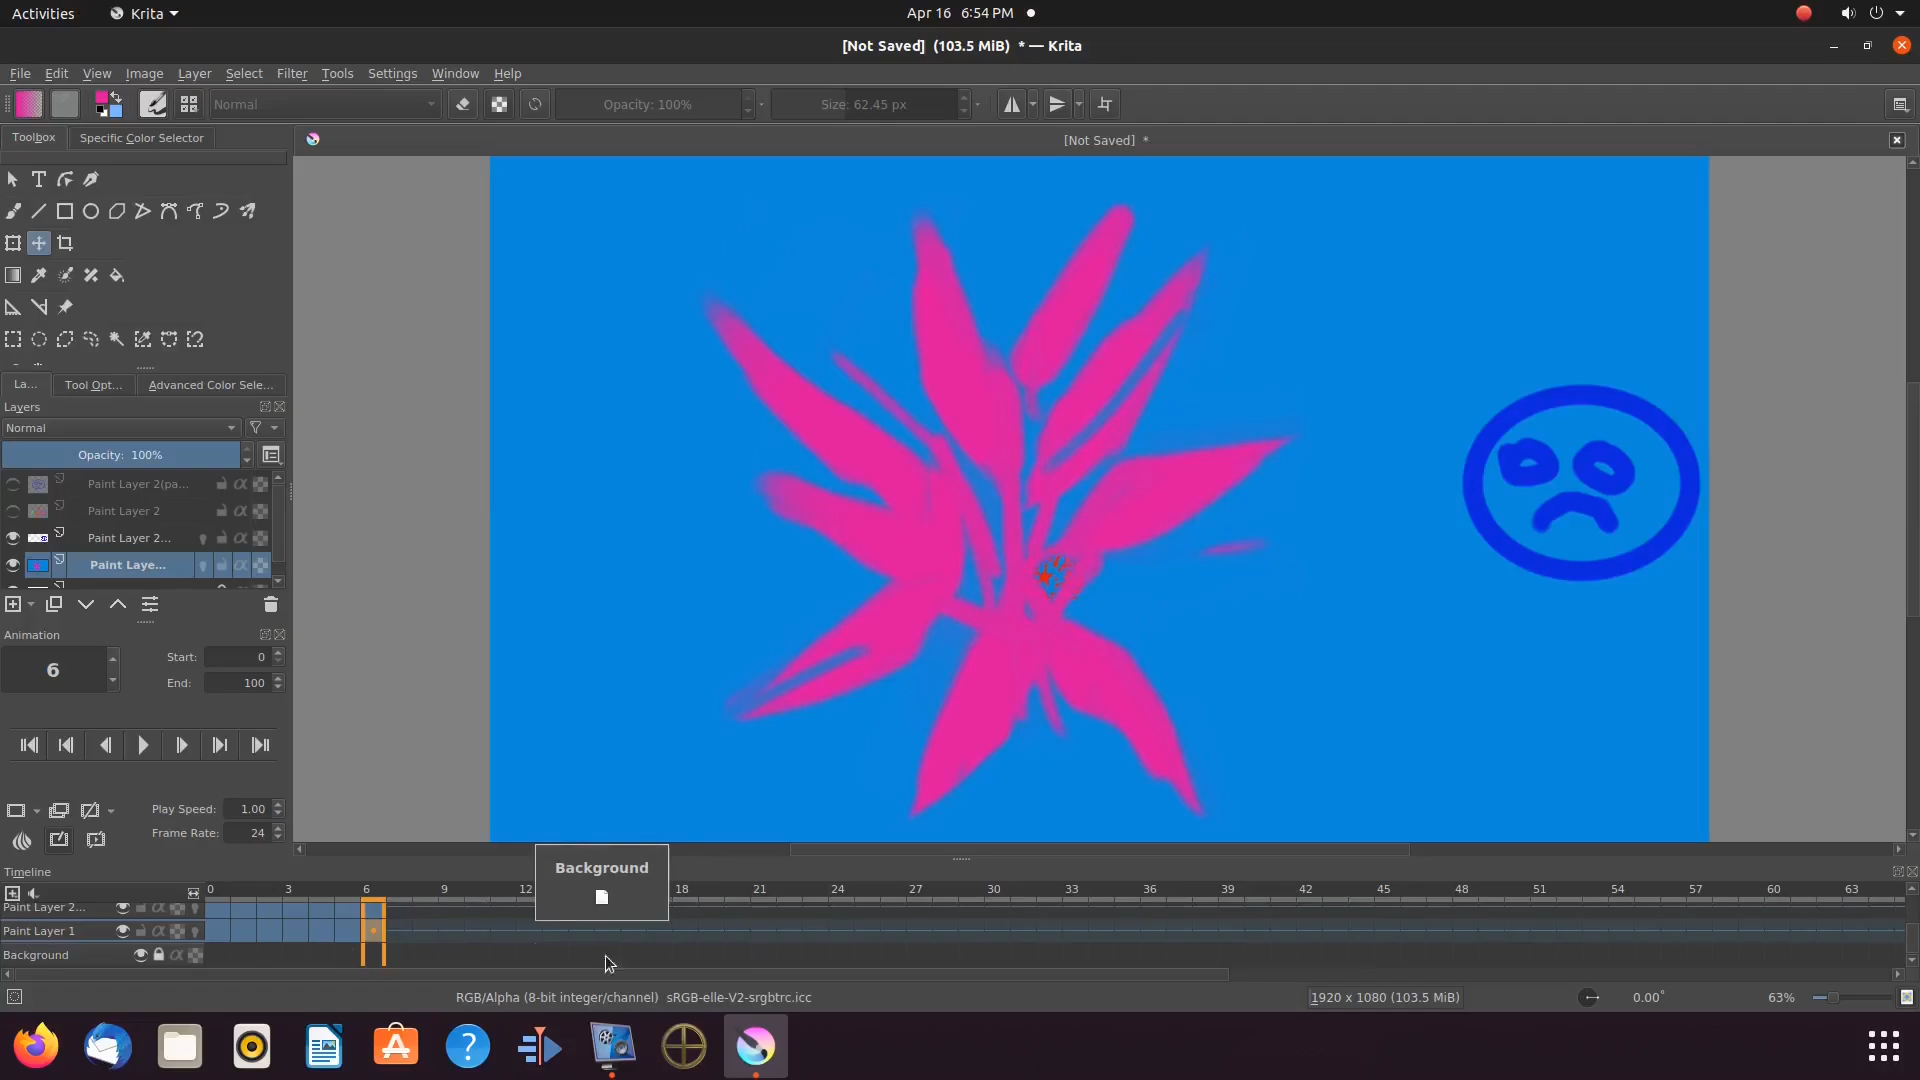 Activities Krita Apr 16 6:54 PM
[Not Saved] (103.5 MiB) * — Krita
File Edit View Image Layer Select Filter Tools Settings Window Help
Normal Opacity: 100% Size: 62.45 px
Toolbox Specific Color Selector
[Not Saved] *
La... Tool Opt... Advanced Color Sele...
Layers
Normal
Opacity: 100%
Paint Layer 2(pa...
Paint Layer 2
Paint Layer 2...
Paint Laye...
Animation
6
Start: 0
End: 100
Play Speed: 1.00
Frame Rate: 24
Background
Timeline
0 3 6 9 12 18 21 24 27 30 33 36 39 42 45 48 51 54 57 60 63
Paint Layer 2...
Paint Layer 1
Background
RGB/Alpha (8-bit integer/channel) sRGB-elle-V2-srgbtrc.icc 1920 x 1080 (103.5 MiB) 0.00° 63%